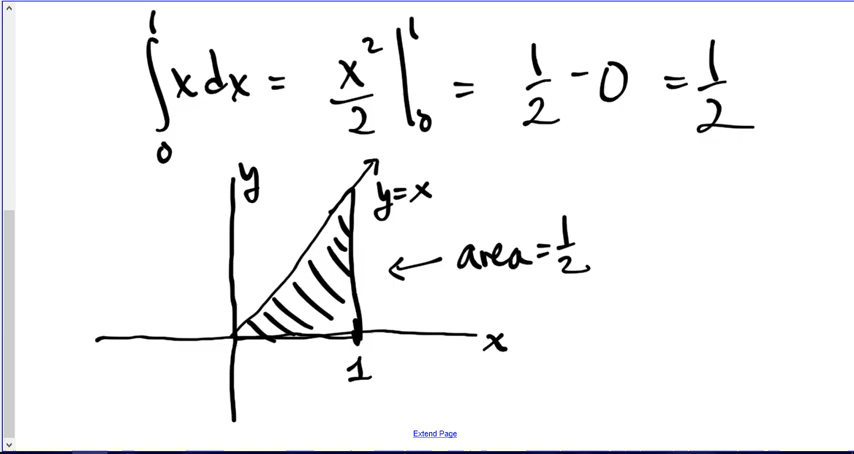 ∫₀¹ x dx = x²/2 |₀¹ = 1/2 - 0 = 1/2
y
y=x
← area = 1/2
x
1
Extend Page